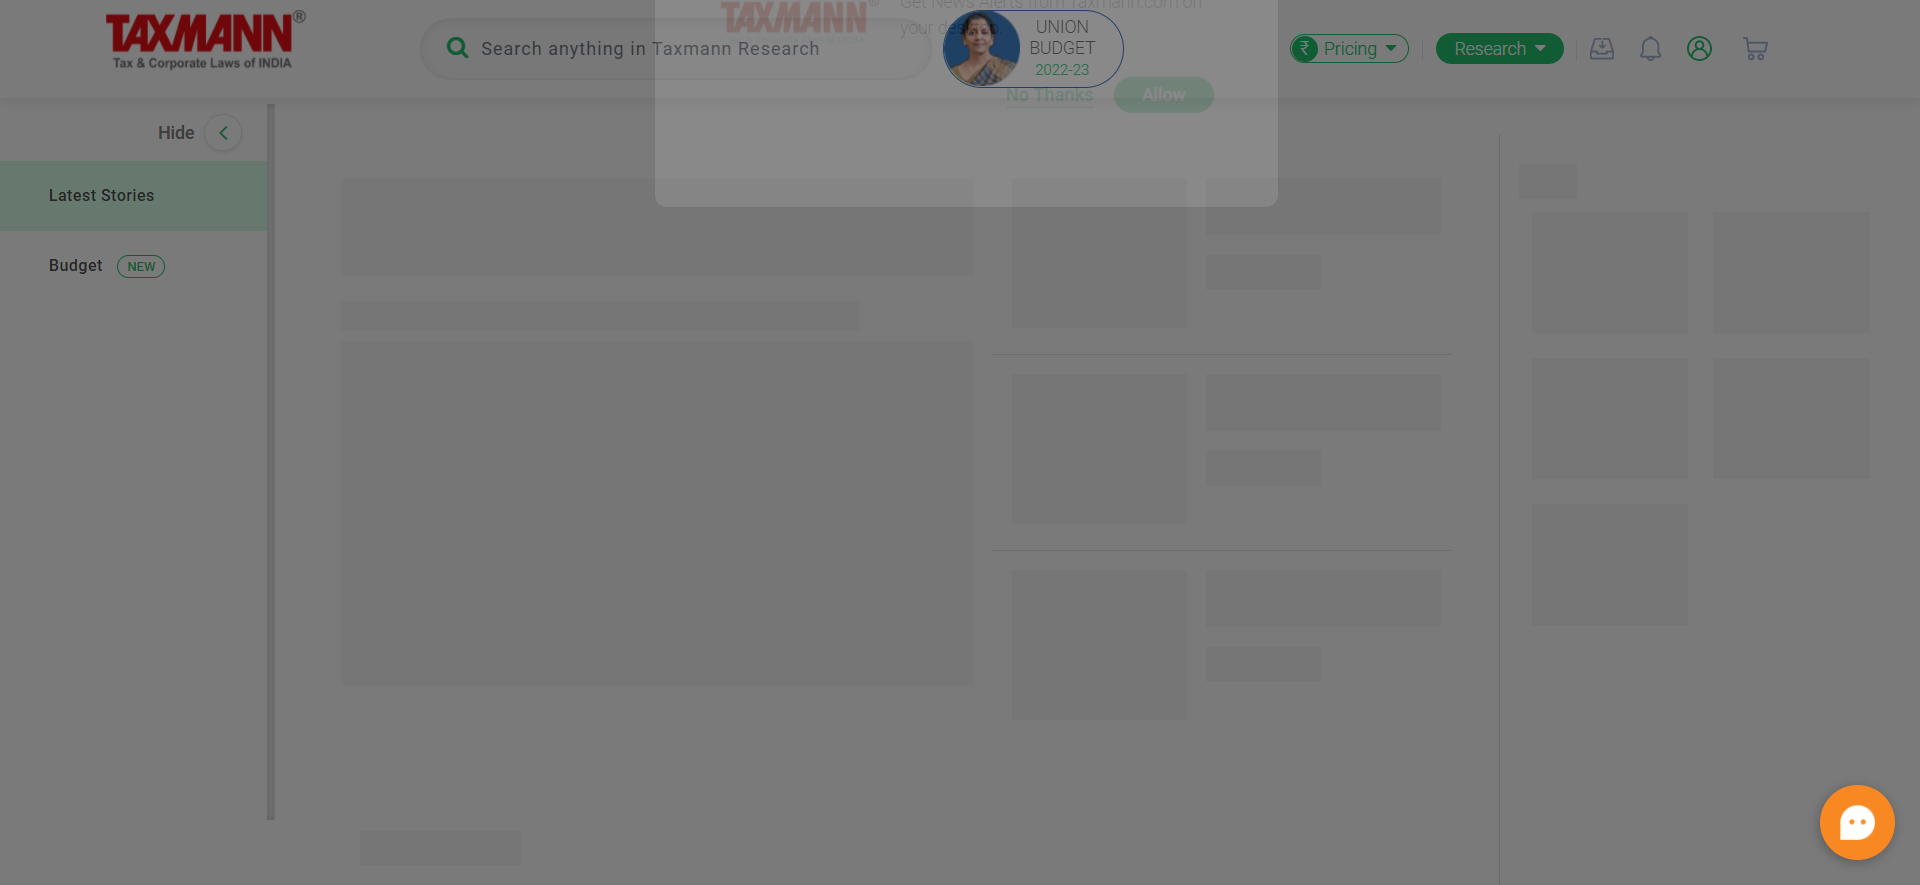 TAXMANN®
Tax & Corporate Laws of INDIA
Search anything in Taxmann Research
TAXMANN
Get News Alerts from Taxmann.com on
your desktop.
UNION
BUDGET
2022-23
No Thanks
Allow
₹ Pricing
Research
Hide
Latest Stories
Budget NEW